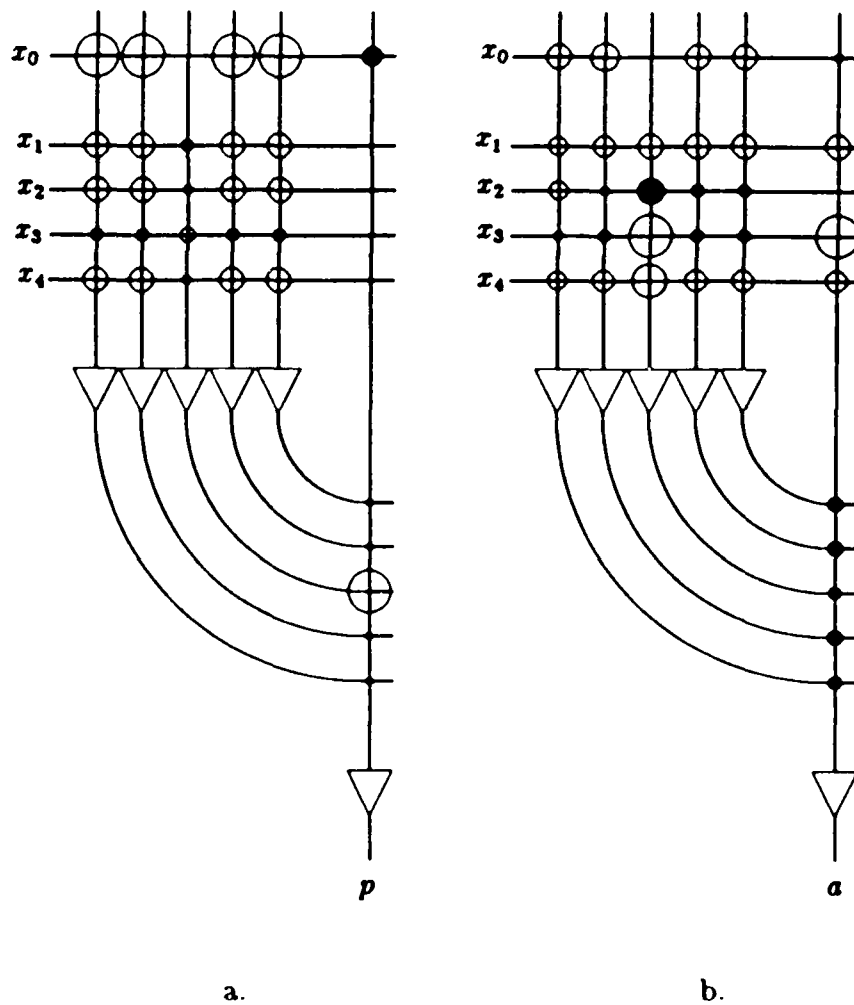 x₀ x₀
x₁ x₁
x₂ x₂
x₃ x₃
x₄ x₄
p a
a. b.